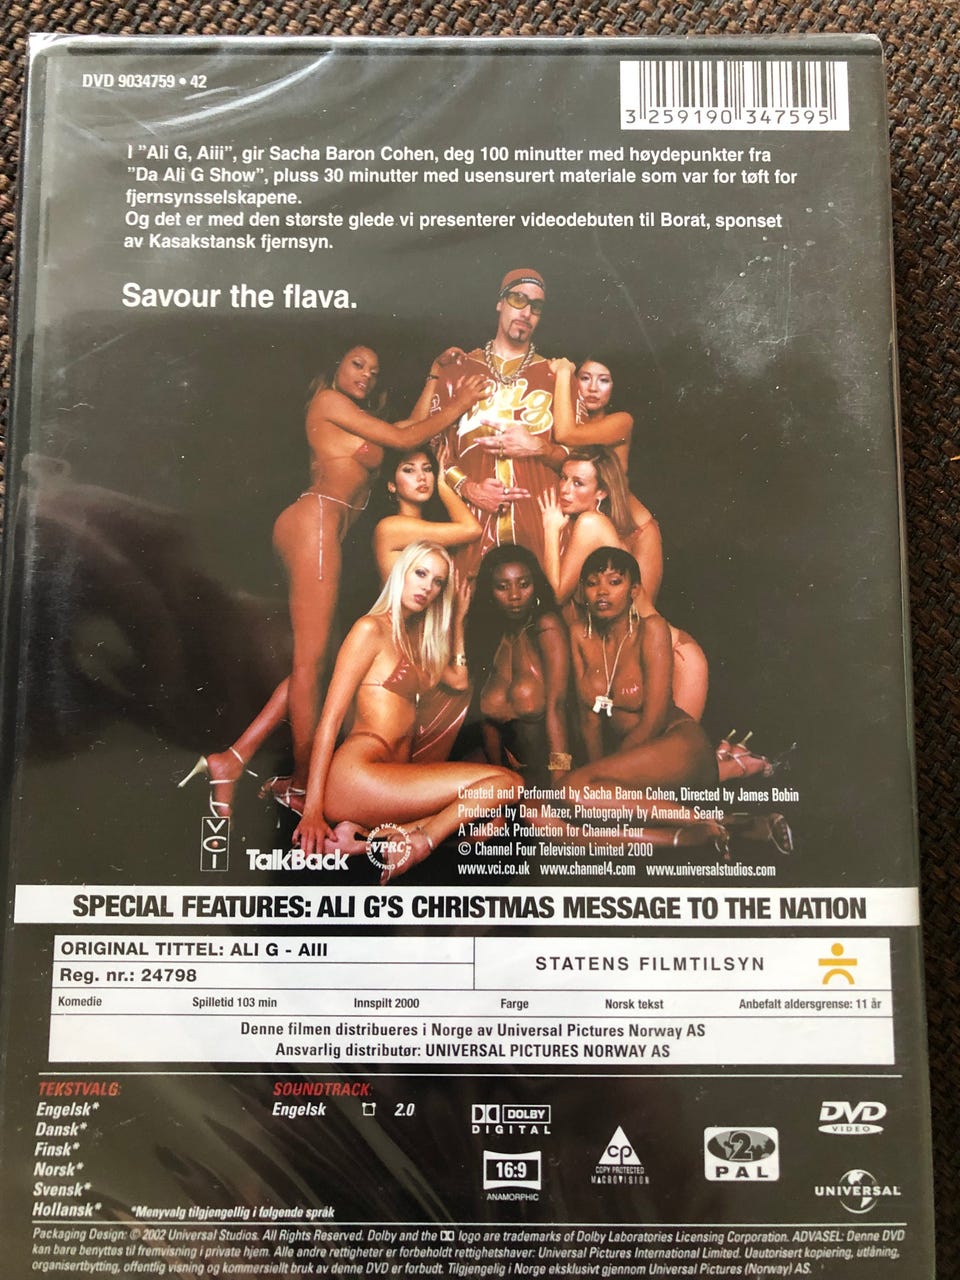 DVD 9034759 • 42
3 259190 347595
I "Ali G, Aiii", gir Sacha Baron Cohen, deg 100 minutter med høydepunkter fra
"Da Ali G Show", pluss 30 minutter med usensurert materiale som var for tøft for
fjernsynsselskapene.
Og det er med den største glede vi presenterer videodebuten til Borat, sponset
av Kasakstansk fjernsyn.
Savour the flava.
Created and Performed by Sacha Baron Cohen, Directed by James Bobin
Produced by Dan Mazer, Photography by Amanda Searle
A TalkBack Production for Channel Four
© Channel Four Television Limited 2000
www.vci.co.uk www.channel4.com www.universalstudios.com
VCI
TalkBack
VPRC
SPECIAL FEATURES: ALI G'S CHRISTMAS MESSAGE TO THE NATION
ORIGINAL TITTEL: ALI G - AIII
Reg. nr.: 24798
STATENS FILMTILSYN
Komedie Spilletid 103 min Innspilt 2000 Farge Norsk tekst Anbefalt aldersgrense: 11 år
Denne filmen distribueres i Norge av Universal Pictures Norway AS
Ansvarlig distributør: UNIVERSAL PICTURES NORWAY AS
TEKSTVALG:
Engelsk*
Dansk*
Finsk*
Norsk*
Svensk*
Hollansk*
*Menyvalg tilgjengellig i følgende språk
SOUNDTRACK:
Engelsk 2.0
DOLBY
DIGITAL
16:9
ANAMORPHIC
CP
COPY PROTECTED
MACROVISION
2
PAL
DVD
VIDEO
UNIVERSAL
Packaging Design: © 2002 Universal Studios. All Rights Reserved. Dolby and the logo are trademarks of Dolby Laboratories Licensing Corporation. ADVASEL: Denne DVD
kan bare benyttes til fremvisning i private hjem. Alle andre rettigheter er forbeholdt rettighetshaver: Universal Pictures International Limited. Uautorisert kopiering, utlåning,
organisertbytting, offentlig visning og kommersiellt bruk av denne DVD er forbudt. Tilgjengelig i Norge eksklusivt gjennom Universal Pictures (Norway) AS.